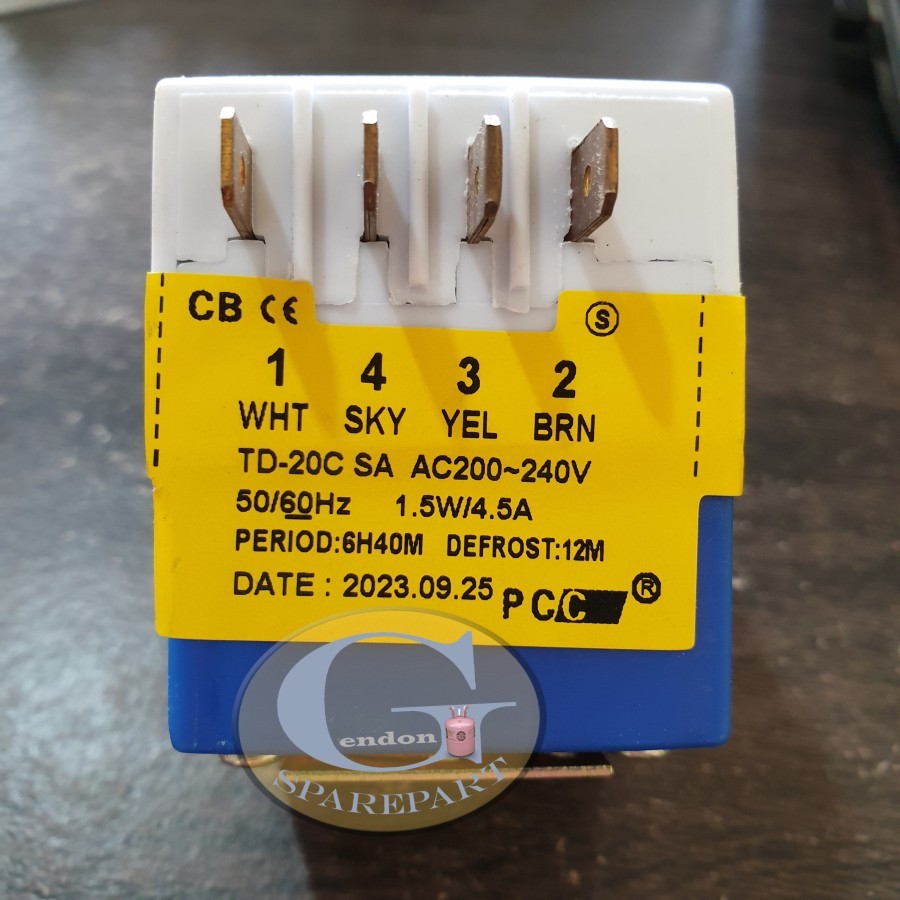 CB CE S
1 4 3 2
WHT SKY YEL BRN
TD-20C SA AC200~240V
50/60Hz 1.5W/4.5A
PERIOD:6H40M DEFROST:12M
DATE : 2023.09.25 PCC ®
Gendon
SPAREPART